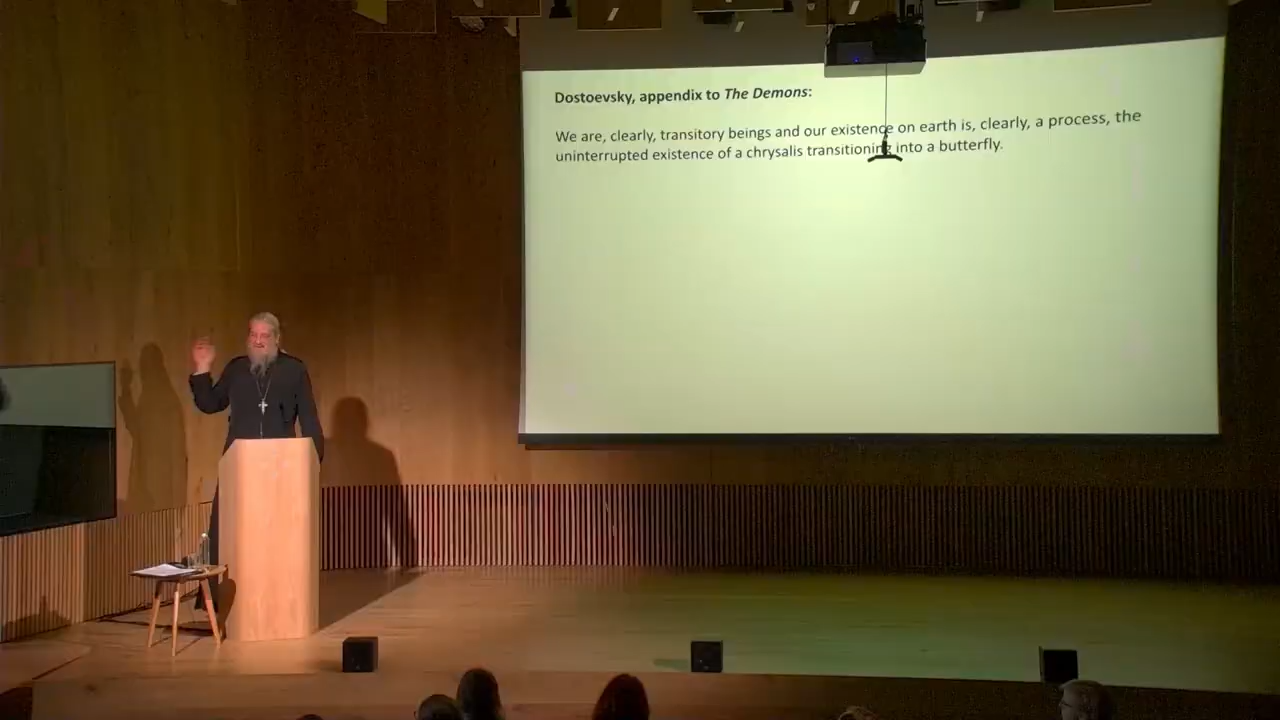 Dostoevsky, appendix to The Demons:
We are, clearly, transitory beings and our existence on earth is, clearly, a process, the
uninterrupted existence of a chrysalis transitioning into a butterfly.